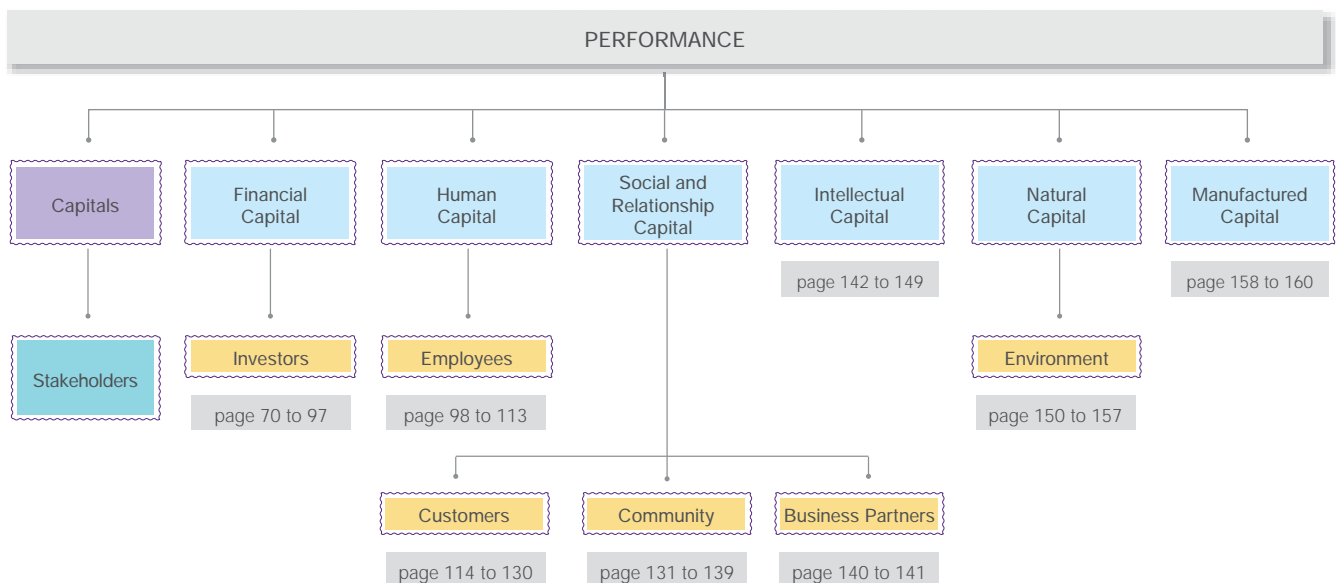 PERFORMANCE
Capitals
Financial
Capital
Human
Capital
Social and
Relationship
Capital
Intellectual
Capital
Natural
Capital
Manufactured
Capital
page 142 to 149
page 158 to 160
Stakeholders
Investors
Employees
Environment
page 70 to 97
page 98 to 113
page 150 to 157
Customers
Community
Business Partners
page 114 to 130
page 131 to 139
page 140 to 141